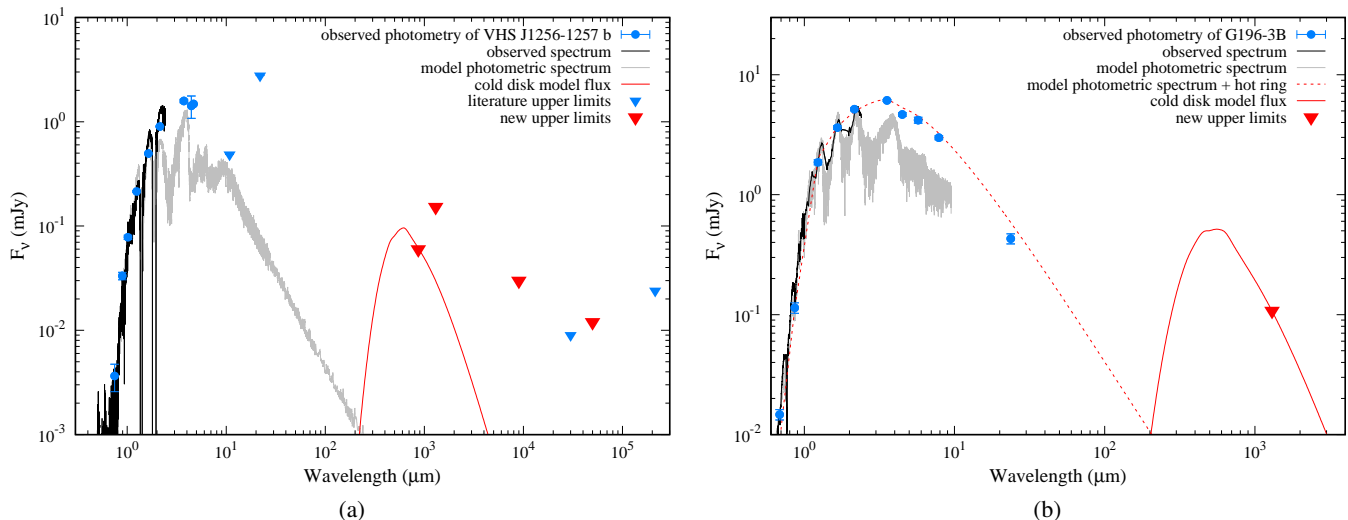 observed photometry of VHS J1256-1257 b
observed spectrum
model photometric spectrum
cold disk model flux
literature upper limits
new upper limits
F_ν (mJy)
10^1
10^0
10^-1
10^-2
10^-3
10^0 10^1 10^2 10^3 10^4 10^5
Wavelength (μm)
(a)
observed photometry of G196-3B
observed spectrum
model photometric spectrum
model photometric spectrum + hot ring
cold disk model flux
new upper limits
F_ν (mJy)
10^1
10^0
10^-1
10^-2
10^0 10^1 10^2 10^3
Wavelength (μm)
(b)